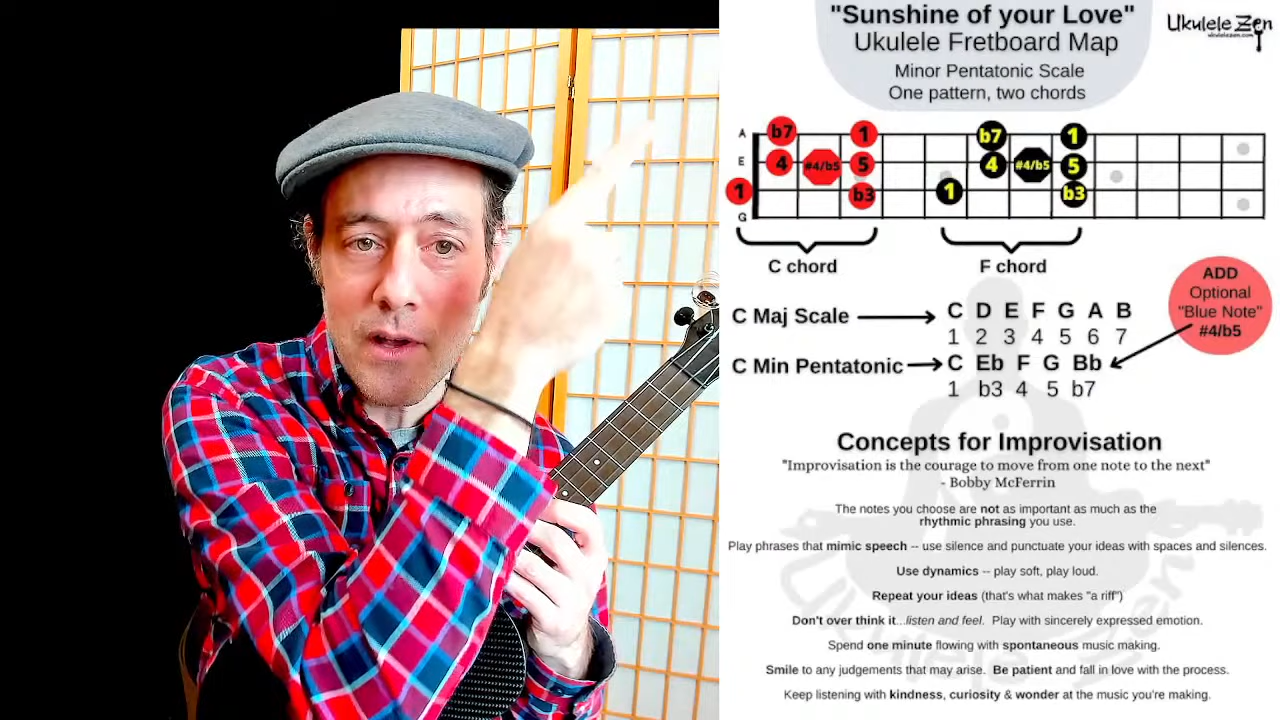 "Sunshine of your Love"
Ukulele Fretboard Map
Ukulele Zen
ukulelezen.com
Minor Pentatonic Scale
One pattern, two chords
A b7 1 b7 1
E 4 #4/b5 5 4 #4/b5 5
1 b3 1 b3
G
C chord F chord
ADD
Optional
"Blue Note"
#4/b5
C Maj Scale C D E F G A B
1 2 3 4 5 6 7
C Min Pentatonic C Eb F G Bb
1 b3 4 5 b7
Concepts for Improvisation
"Improvisation is the courage to move from one note to the next"
- Bobby McFerrin
The notes you choose are not as important as much as the
rhythmic phrasing you use.
Play phrases that mimic speech -- use silence and punctuate your ideas with spaces and silences.
Use dynamics -- play soft, play loud.
Repeat your ideas (that's what makes "a riff")
Don't over think it...listen and feel. Play with sincerely expressed emotion.
Spend one minute flowing with spontaneous music making.
Smile to any judgements that may arise. Be patient and fall in love with the process.
Keep listening with kindness, curiosity & wonder at the music you're making.